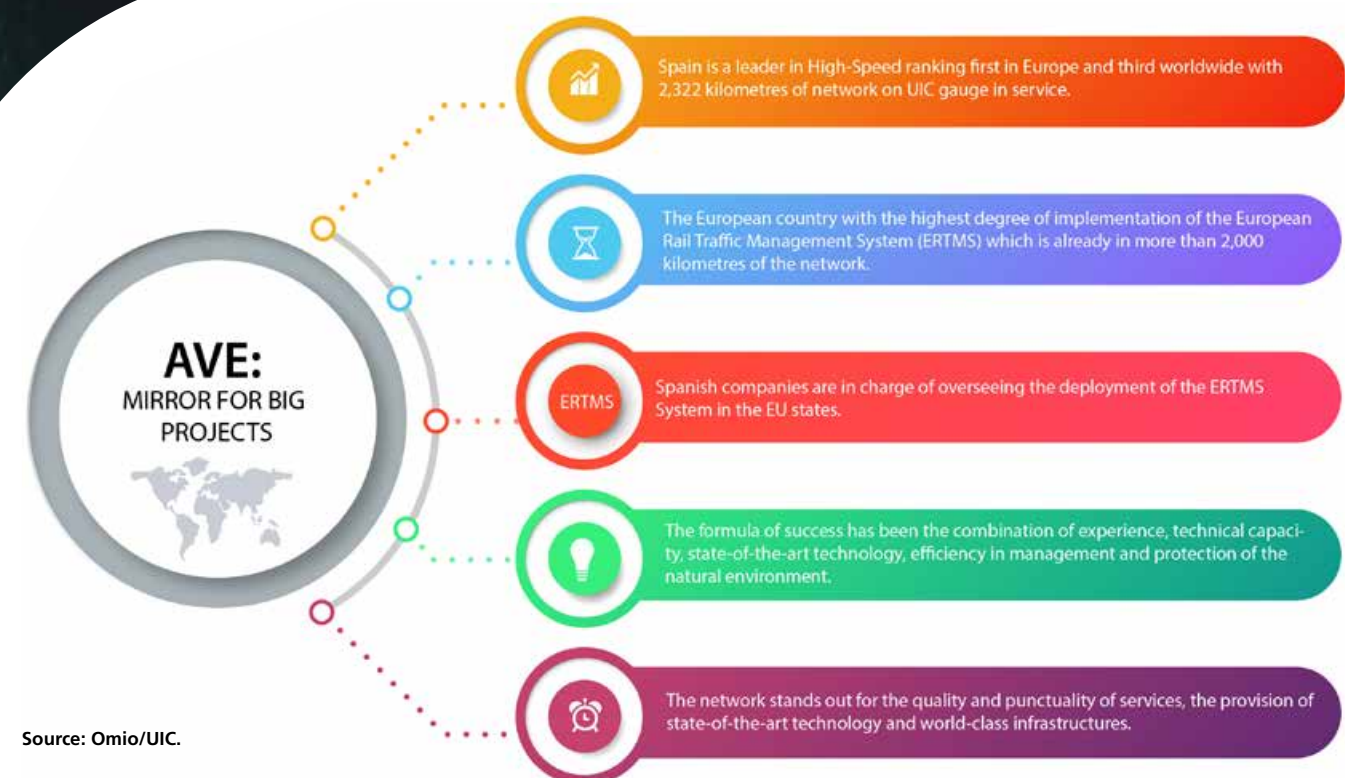 AVE:
MIRROR FOR BIG
PROJECTS
Spain is a leader in High-Speed ranking first in Europe and third worldwide with
2,322 kilometres of network on UIC gauge in service.
The European country with the highest degree of implementation of the European
Rail Traffic Management System (ERTMS) which is already in more than 2,000
kilometres of the network.
ERTMS
Spanish companies are in charge of overseeing the deployment of the ERTMS
System in the EU states.
The formula of success has been the combination of experience, technical capaci-
ty, state-of-the-art technology, efficiency in management and protection of the
natural environment.
The network stands out for the quality and punctuality of services, the provision of
state-of-the-art technology and world-class infrastructures.
Source: Omio/UIC.